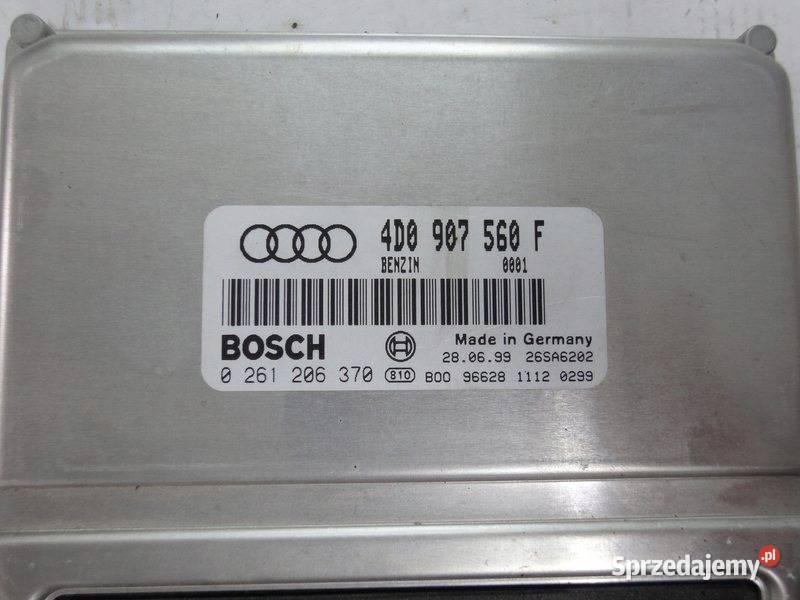 4D0 907 560 F
BENZIN 0001
BOSCH
Made in Germany
28.06.99 26SA6202
0 261 206 370 810 B00 96628 1112 0299
Sprzedajemy.pl